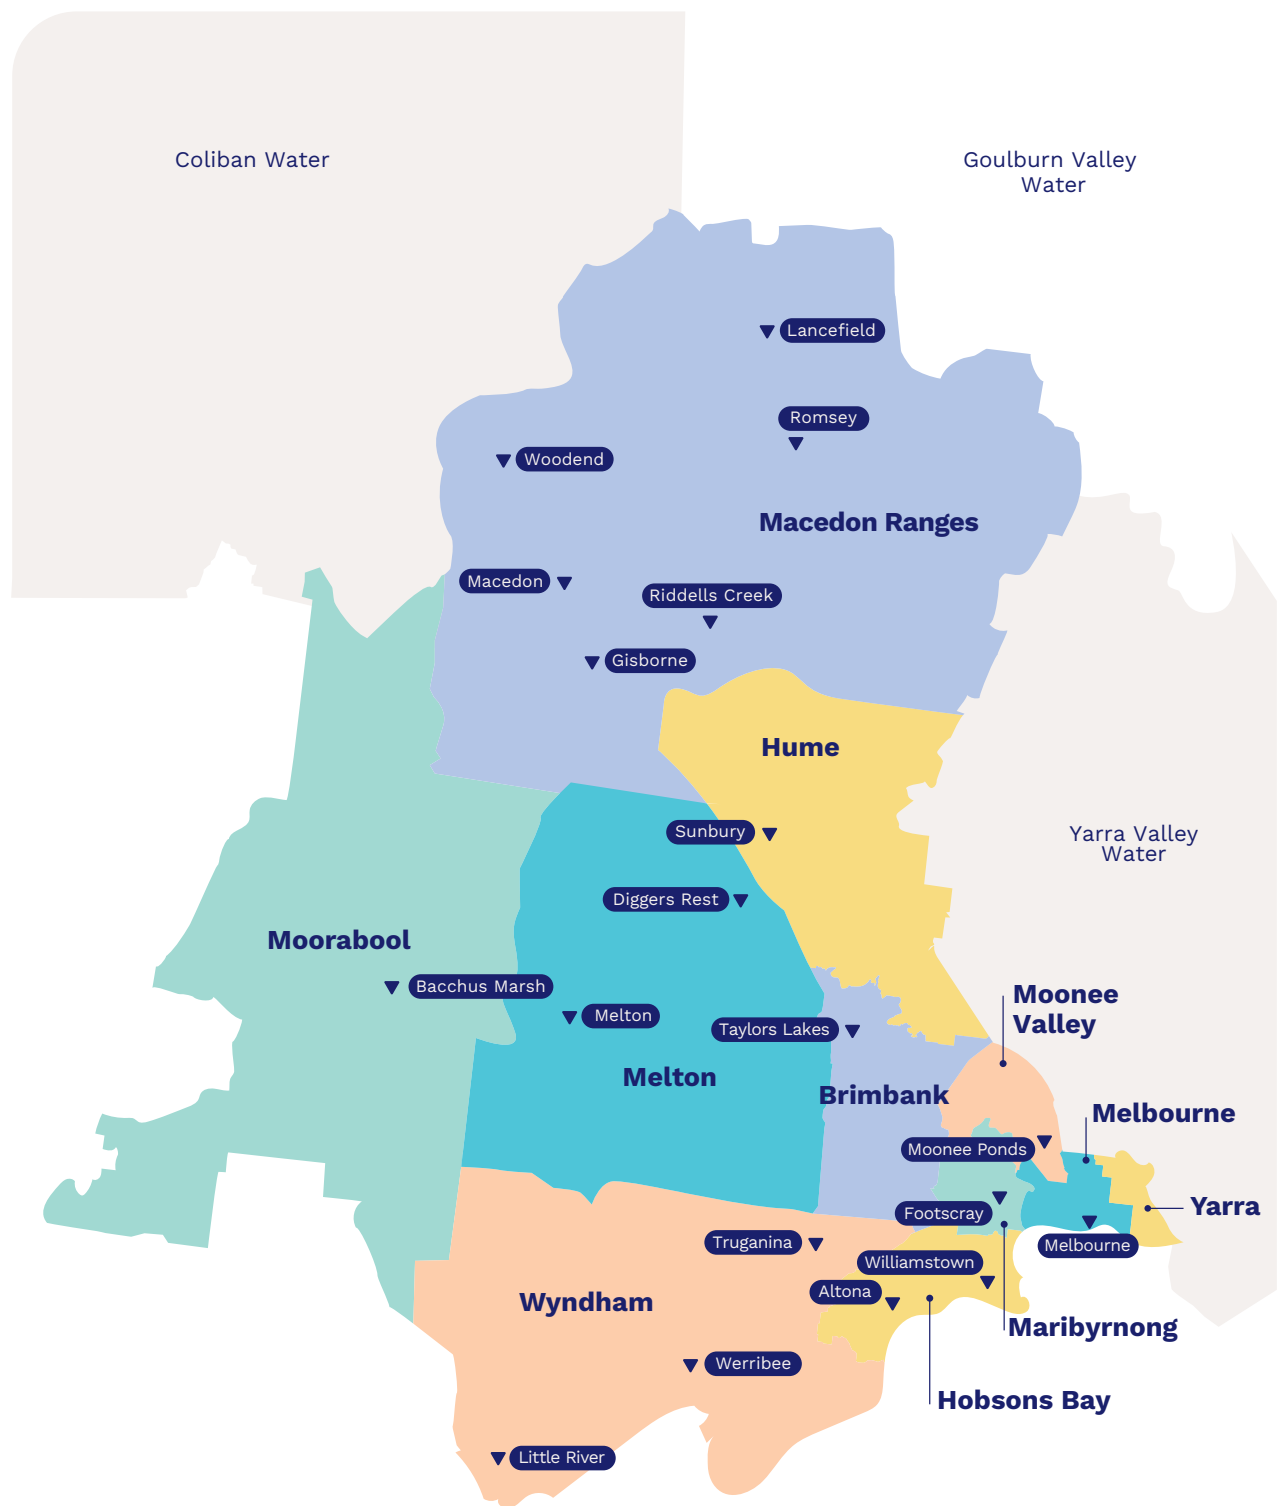 Coliban Water
Goulburn Valley
Water
Lancefield
Romsey
Woodend
Macedon Ranges
Macedon
Riddells Creek
Gisborne
Hume
Sunbury
Yarra Valley
Water
Diggers Rest
Moorabool
Bacchus Marsh
Moonee
Valley
Melton
Taylors Lakes
Melton
Brimbank
Melbourne
Moonee Ponds
Yarra
Footscray
Truganina
Melbourne
Williamstown
Altona
Wyndham
Maribyrnong
Werribee
Hobsons Bay
Little River